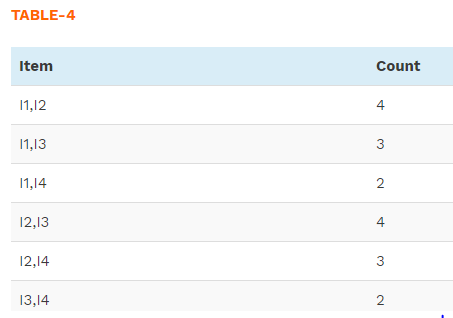 TABLE-4
Item Count
I1,I2 4
I1,I3 3
I1,I4 2
I2,I3 4
I2,I4 3
I3,I4 2